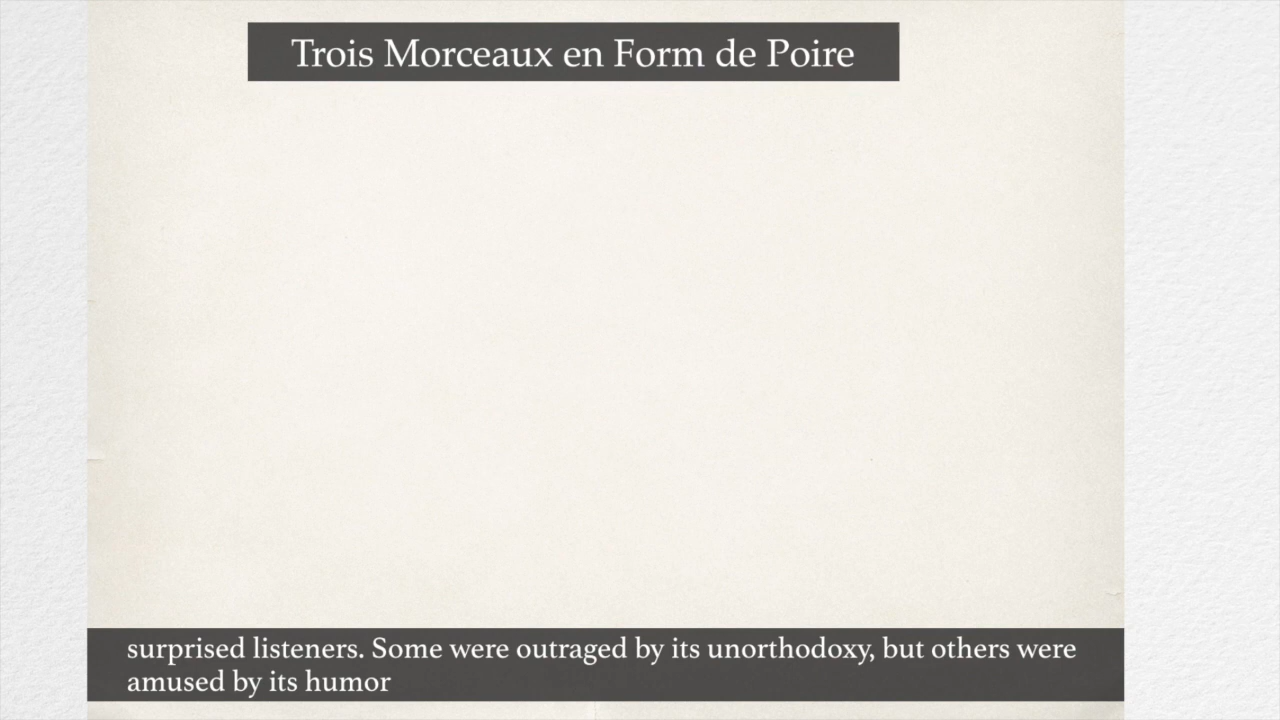 Trois Morceaux en Form de Poire
surprised listeners. Some were outraged by its unorthodoxy, but others were
amused by its humor